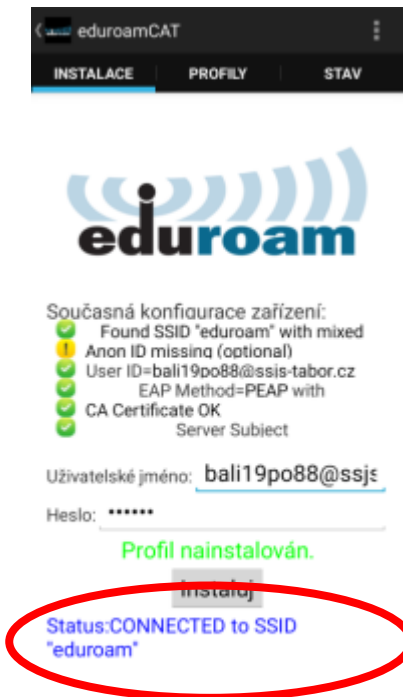 eduroamCAT
INSTALACE PROFILY STAV
eduroam
Současná konfigurace zařízení:
Found SSID "eduroam" with mixed
Anon ID missing (optional)
User ID=bali19po88@ssjs-tabor.cz
EAP Method=PEAP with
CA Certificate OK
Server Subject
Uživatelské jméno: bali19po88@ssjs
Heslo: ••••••
Profil nainstalován.
Instaluj
Status:CONNECTED to SSID
"eduroam"